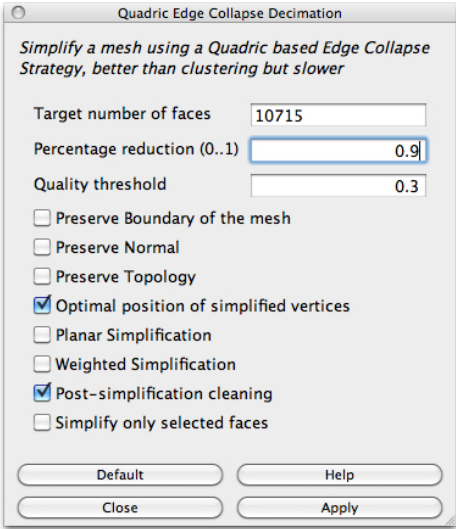 Quadric Edge Collapse Decimation
Simplify a mesh using a Quadric based Edge Collapse
Strategy, better than clustering but slower
Target number of faces 10715
Percentage reduction (0..1) 0.9
Quality threshold 0.3
Preserve Boundary of the mesh
Preserve Normal
Preserve Topology
Optimal position of simplified vertices
Planar Simplification
Weighted Simplification
Post-simplification cleaning
Simplify only selected faces
Default Help
Close Apply